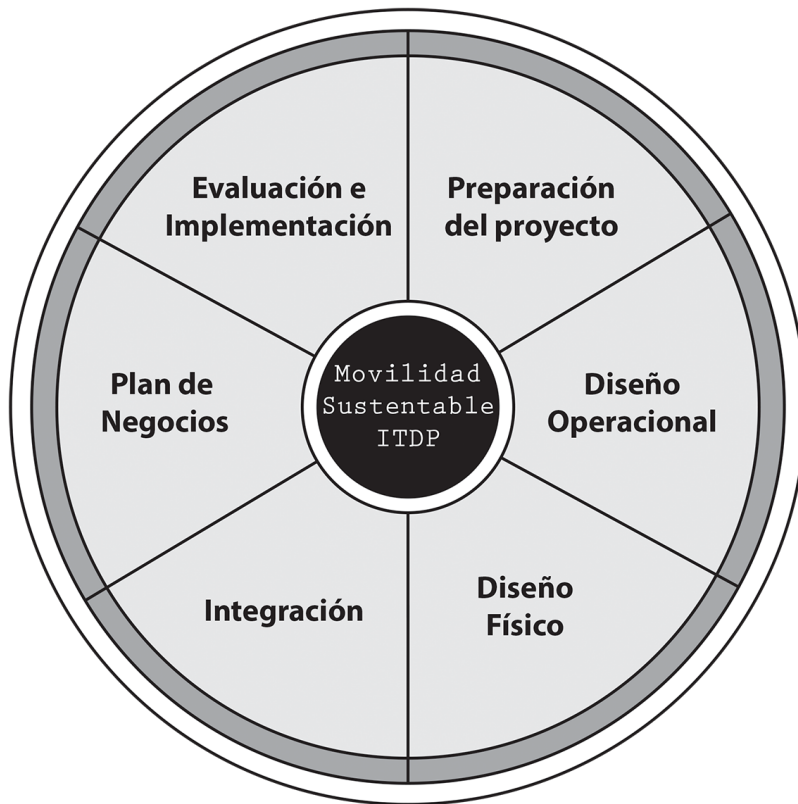 Evaluación e
Implementación
Preparación
del proyecto
Plan de
Negocios
Movilidad
Sustentable
ITDP
Diseño
Operacional
Integración
Diseño
Físico